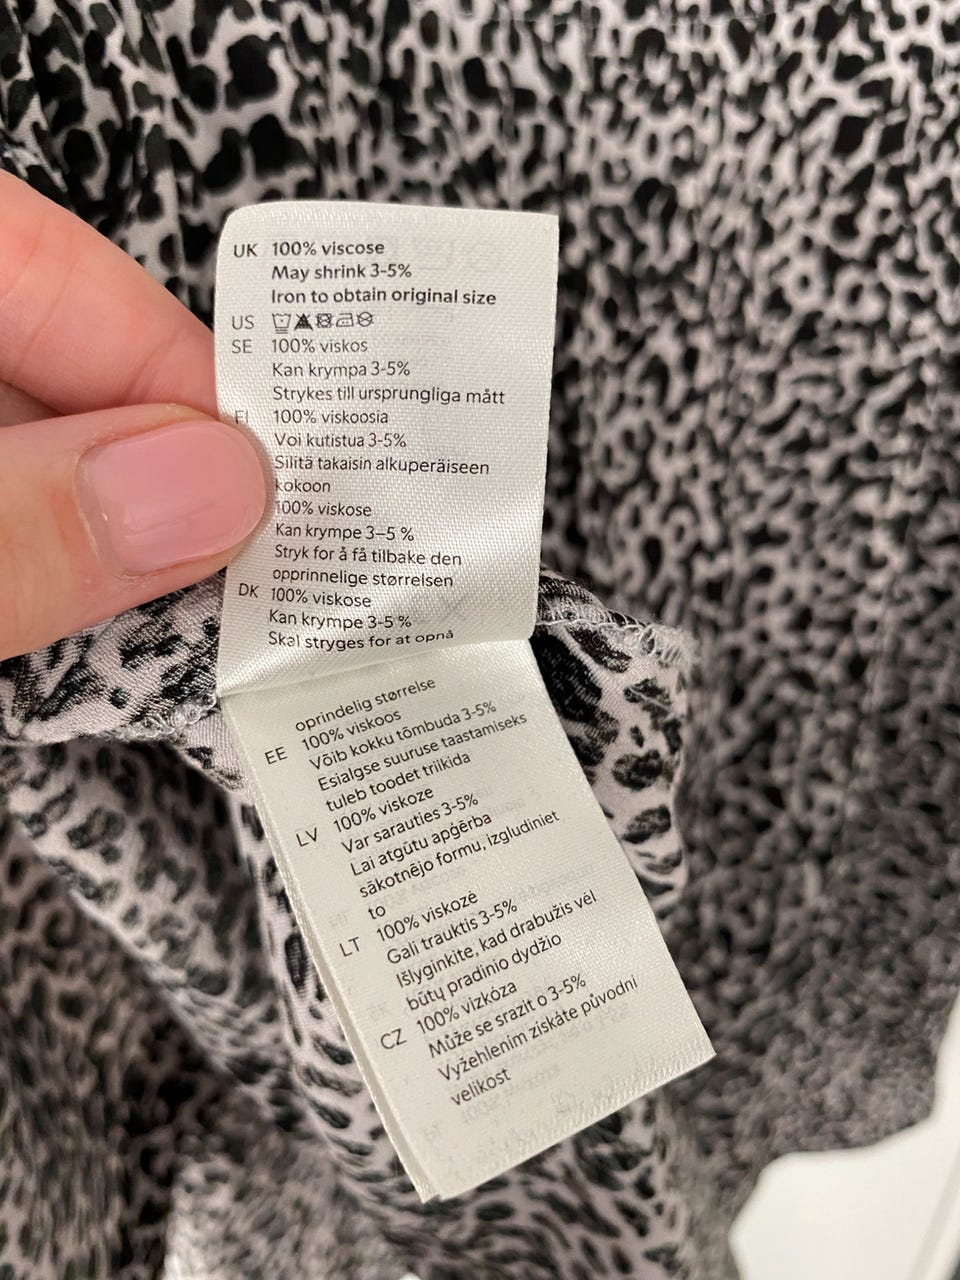 UK 100% viscose
May shrink 3-5%
Iron to obtain original size
US
SE 100% viskos
Kan krympa 3-5%
Strykes till ursprungliga mått
FI 100% viskoosia
Voi kutistua 3-5%
Silitä takaisin alkuperäiseen
kokoon
100% viskose
Kan krympe 3–5 %
Stryk for å få tilbake den
opprinnelige størrelsen
DK 100% viskose
Kan krympe 3-5 %
Skal stryges for at opnå
oprindelig størrelse
EE 100% viskoos
Võib kokku tõmbuda 3-5%
Esialgse suuruse taastamiseks
tuleb toodet triikida
LV 100% viskoze
Var sarauties 3-5%
Lai atgūtu apģērba
sākotnējo formu, izgludiniet
to
LT 100% viskozė
Gali trauktis 3-5%
Išlyginkite, kad drabužis vėl
būtų pradinio dydžio
CZ 100% vizkóza
Může se srazit o 3-5%
Vyžehlením získáte původní
velikost